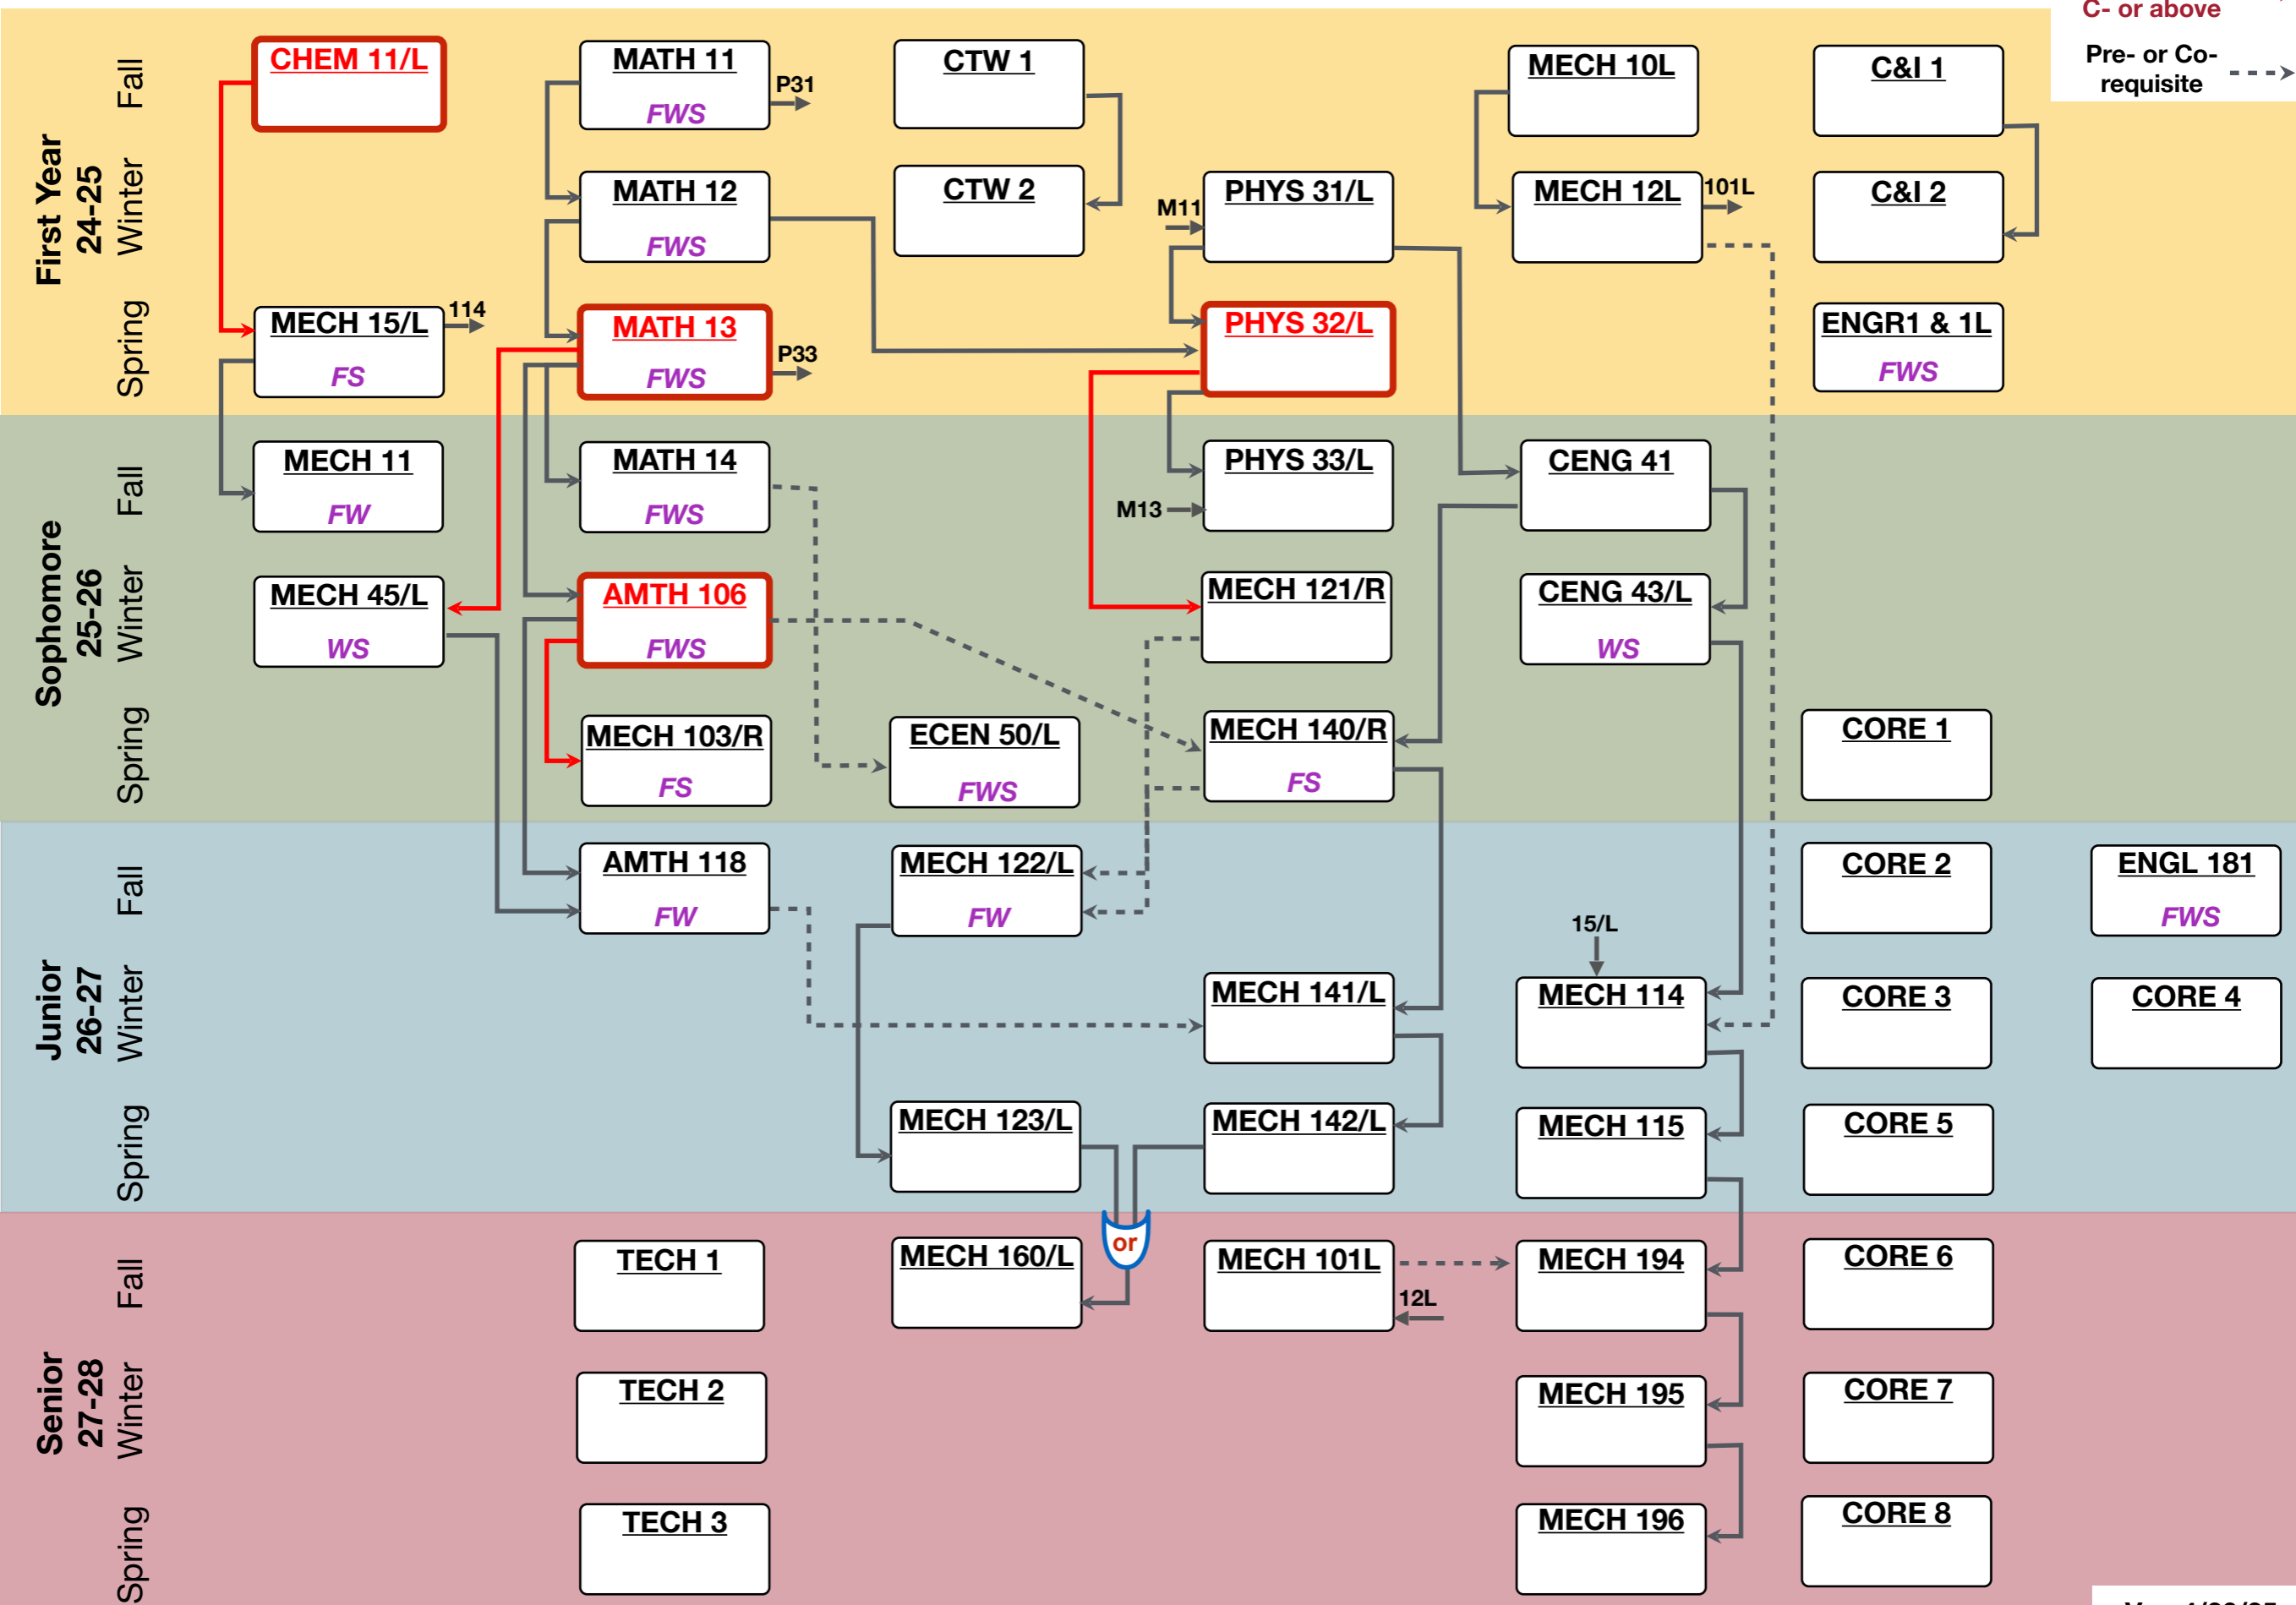 C- or above
Pre- or Co-
requisite
First Year
24-25
Fall
CHEM 11/L
MATH 11
FWS
P31
CTW 1
MECH 10L
C&I 1
Winter
MATH 12
FWS
CTW 2
M11
PHYS 31/L
MECH 12L
101L
C&I 2
Spring
MECH 15/L
FS
114
MATH 13
FWS
P33
PHYS 32/L
ENGR1 & 1L
FWS
Sophomore
25-26
Fall
MECH 11
FW
MATH 14
FWS
PHYS 33/L
M13
CENG 41
Winter
MECH 45/L
WS
AMTH 106
FWS
MECH 121/R
CENG 43/L
WS
Spring
MECH 103/R
FS
ECEN 50/L
FWS
MECH 140/R
FS
CORE 1
Junior
26-27
Fall
AMTH 118
FW
MECH 122/L
FW
CORE 2
ENGL 181
FWS
Winter
MECH 141/L
15/L
MECH 114
CORE 3
CORE 4
Spring
MECH 123/L
MECH 142/L
MECH 115
CORE 5
Senior
27-28
Fall
TECH 1
MECH 160/L
or
MECH 101L
12L
MECH 194
CORE 6
Winter
TECH 2
MECH 195
CORE 7
Spring
TECH 3
MECH 196
CORE 8